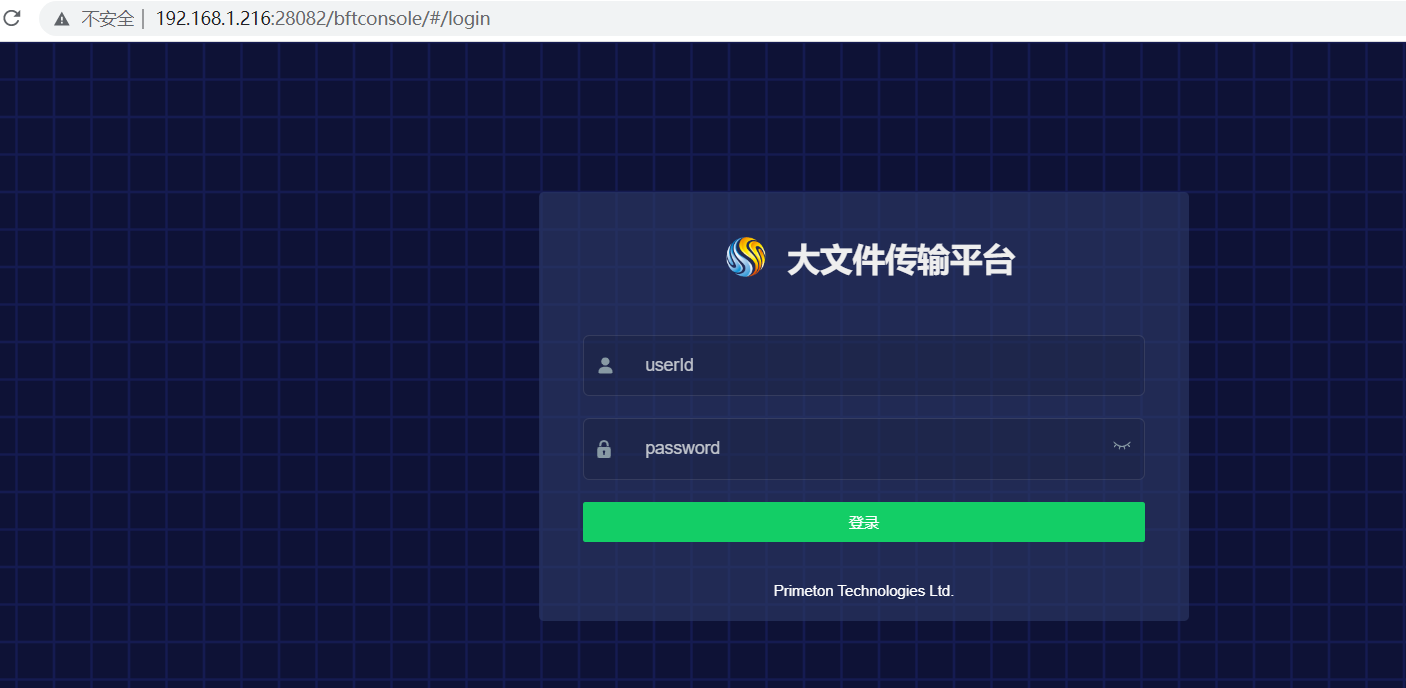 不安全 | 192.168.1.216:28082/bftconsole/#/login
大文件传输平台
userId
password
登录
Primeton Technologies Ltd.